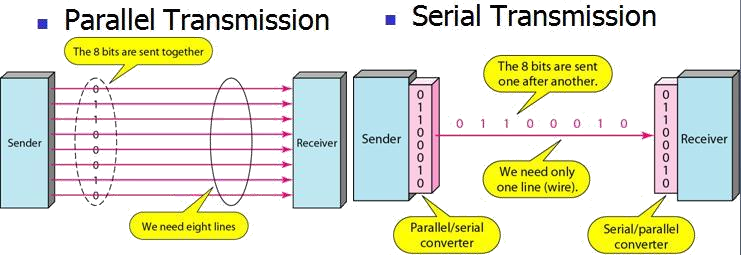 Parallel Transmission
The 8 bits are sent together
Sender
0
1
1
0
0
0
1
0
Receiver
We need eight lines
Serial Transmission
The 8 bits are sent
one after another.
Sender
0
1
1
0
0
0
1
0
0 1 1 0 0 0 1 0
We need only
one line (wire).
0
1
1
0
0
0
1
0
Receiver
Parallel/serial
converter
Serial/parallel
converter